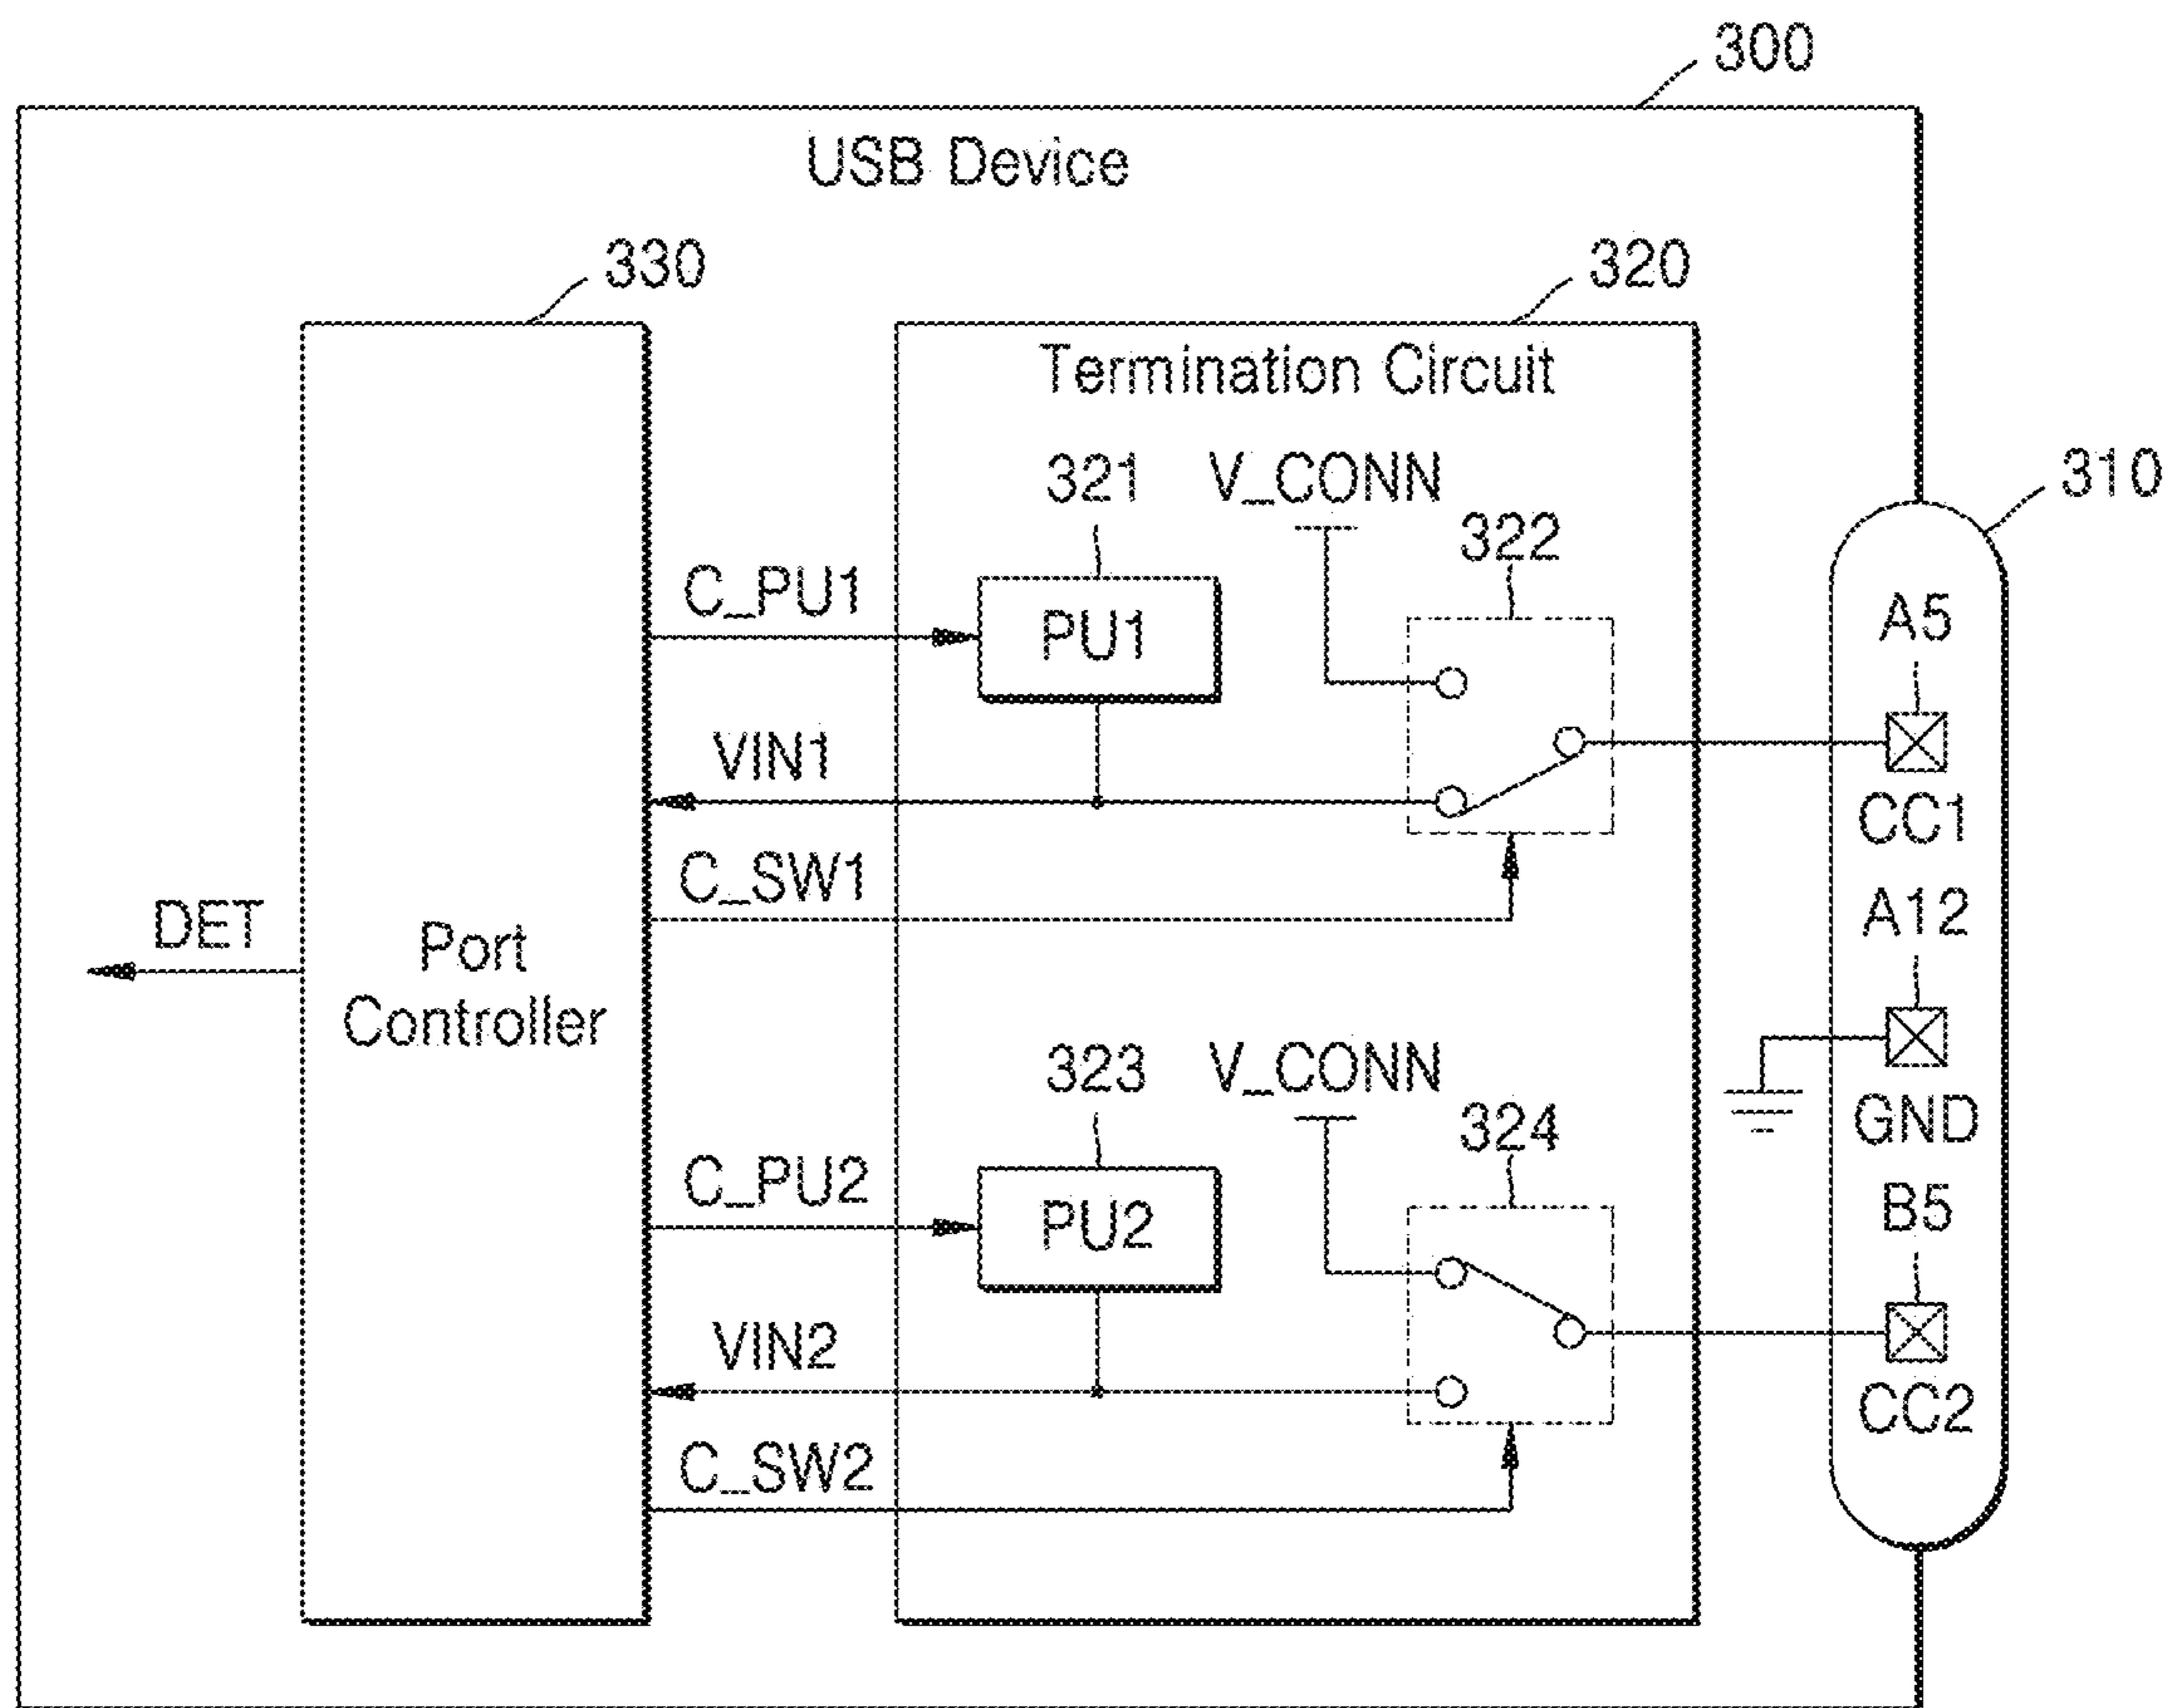 300
USB Device
330
320
Termination Circuit
321
V_CONN
322
310
C_PU1
PU1
A5
VIN1
CC1
C_SW1
A12
DET
Port
Controller
GND
323
V_CONN
324
C_PU2
PU2
B5
VIN2
CC2
C_SW2